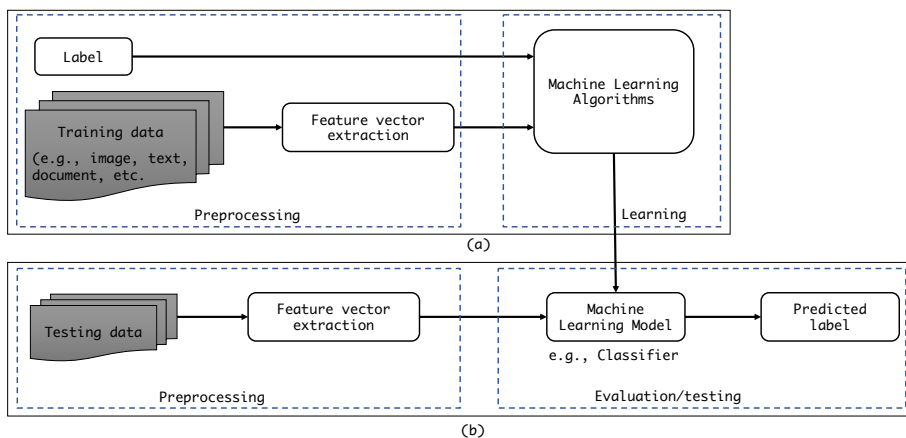 Label
Machine Learning
Algorithms
Feature vector
extraction
Training data
(e.g., image, text,
document, etc.
Preprocessing
Learning
(a)
Testing data
Feature vector
extraction
Machine
Learning Model
e.g., Classifier
Predicted
label
Preprocessing
Evaluation/testing
(b)